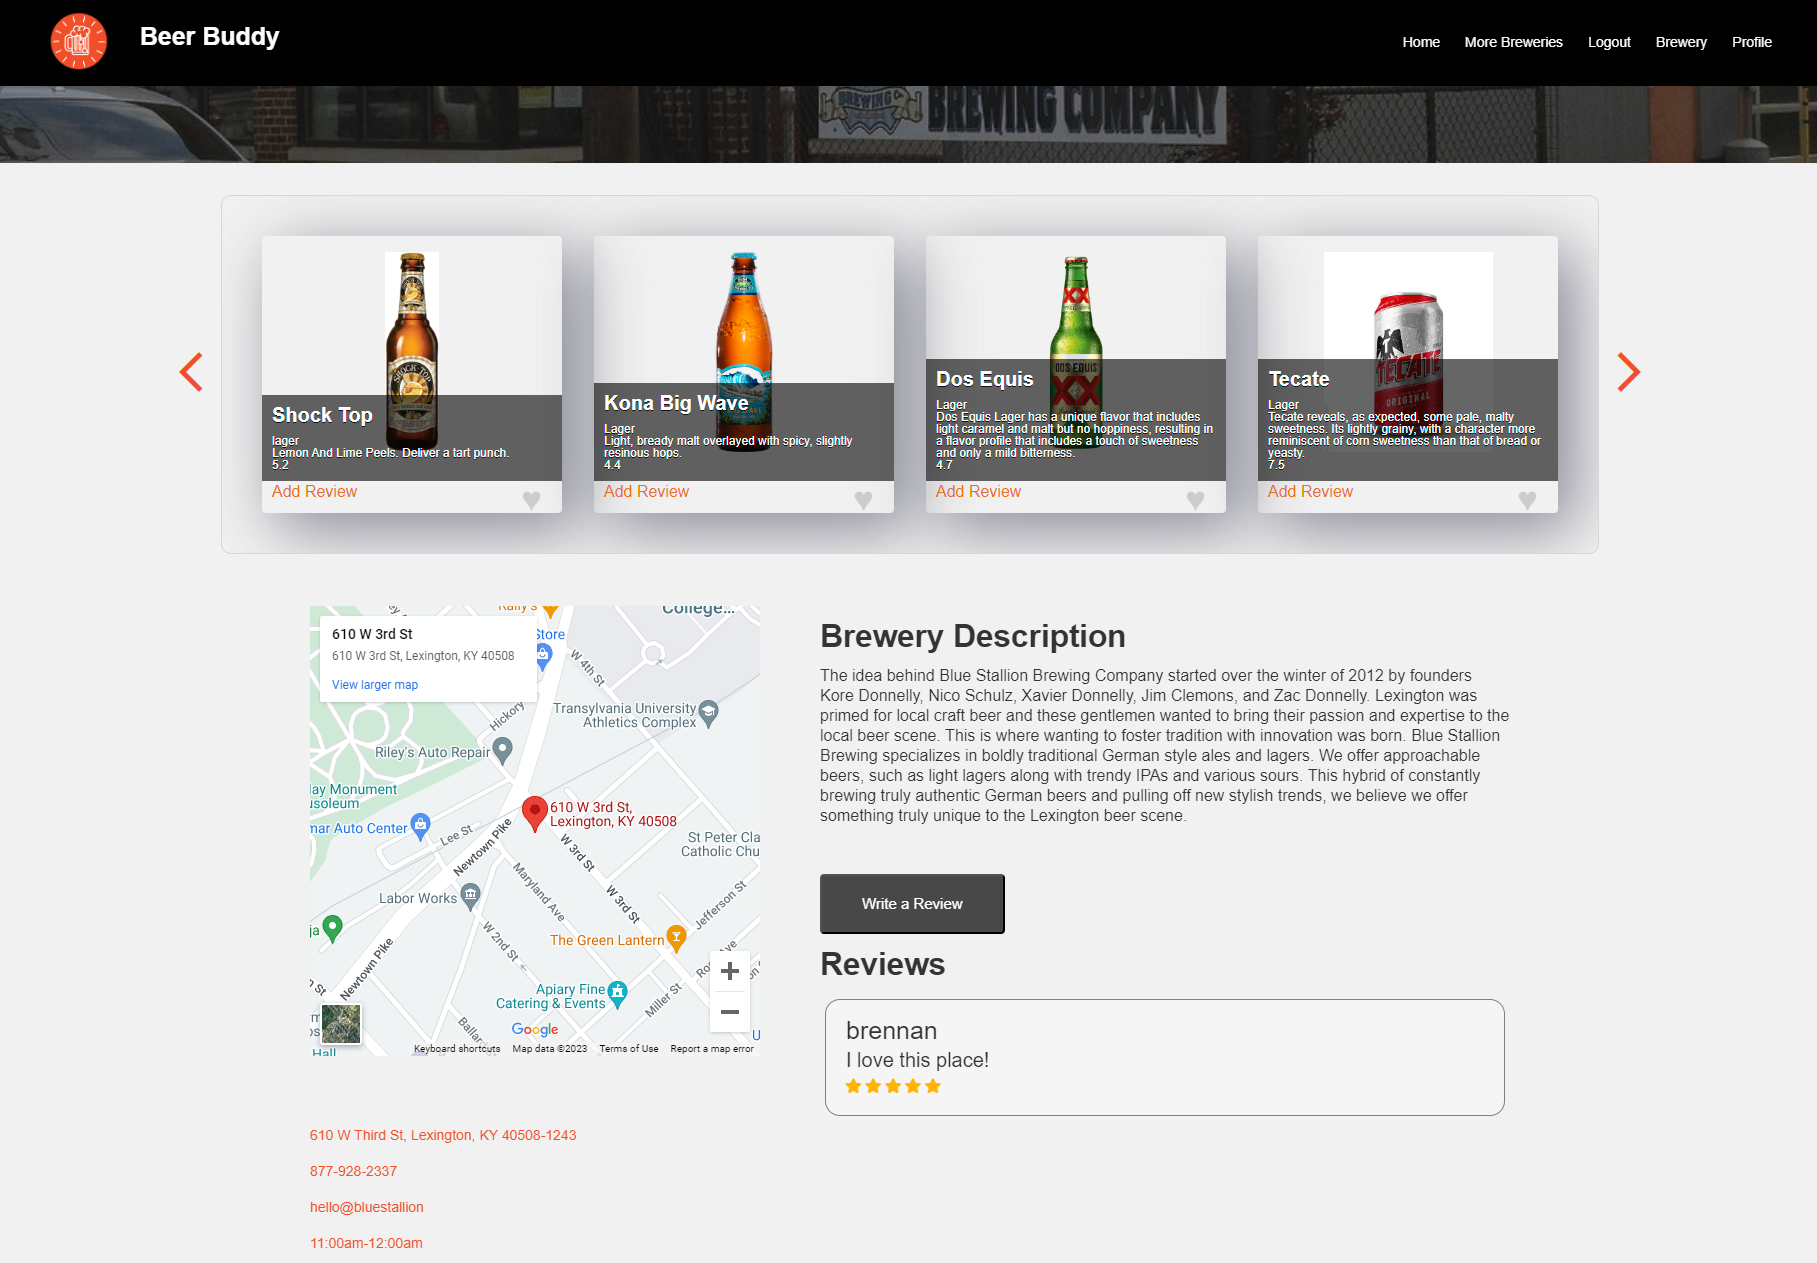 Beer Buddy
Home More Breweries Logout Brewery Profile
BREWING CO
BREWING COMPANY
SHOCK TOP
DOS EQUIS
XX
TECATE
ORIGINAL
Shock Top
lager
Lemon And Lime Peels. Deliver a tart punch.
5.2
Add Review
Kona Big Wave
Lager
Light, bready malt overlayed with spicy, slightly
resinous hops.
4.4
Add Review
Dos Equis
Lager
Dos Equis Lager has a unique flavor that includes
light caramel and malt but no hoppiness, resulting in
a flavor profile that includes a touch of sweetness
and only a mild bitterness.
4.7
Add Review
Tecate
Lager
Tecate reveals, as expected, some pale, malty
sweetness. Its lightly grainy, with a character more
reminiscent of corn sweetness than that of bread or
yeasty.
7.5
Add Review
610 W 3rd St
610 W 3rd St, Lexington, KY 40508
View larger map
Rally's
College...
Store
W 4th St
Hickory
Transylvania University
Athletics Complex
Riley's Auto Repair
lay Monument
usoleum
mar Auto Center
Lee St
Newtown Pike
610 W 3rd St,
Lexington, KY 40508
St Peter Cla
Catholic Chu
W 3rd St
Maryland Ave
W 3rd St
Jefferson St
Labor Works
W 2nd St
The Green Lantern
ja
Newtown Pike
Apiary Fine
Catering & Events
Miller St
Ballar
Hall
Google
Keyboard shortcuts Map data ©2023 Terms of Use Report a map error
Brewery Description
The idea behind Blue Stallion Brewing Company started over the winter of 2012 by founders
Kore Donnelly, Nico Schulz, Xavier Donnelly, Jim Clemons, and Zac Donnelly. Lexington was
primed for local craft beer and these gentlemen wanted to bring their passion and expertise to the
local beer scene. This is where wanting to foster tradition with innovation was born. Blue Stallion
Brewing specializes in boldly traditional German style ales and lagers. We offer approachable
beers, such as light lagers along with trendy IPAs and various sours. This hybrid of constantly
brewing truly authentic German beers and pulling off new stylish trends, we believe we offer
something truly unique to the Lexington beer scene.
Write a Review
Reviews
brennan
I love this place!
610 W Third St, Lexington, KY 40508-1243
877-928-2337
hello@bluestallion
11:00am-12:00am